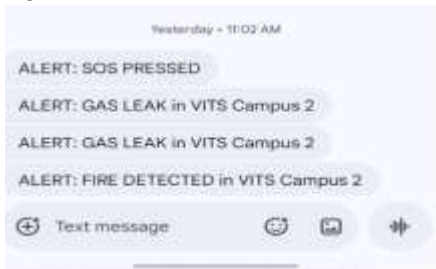 Yesterday • 11:02 AM
ALERT: SOS PRESSED
ALERT: GAS LEAK in VITS Campus 2
ALERT: GAS LEAK in VITS Campus 2
ALERT: FIRE DETECTED in VITS Campus 2
Text message